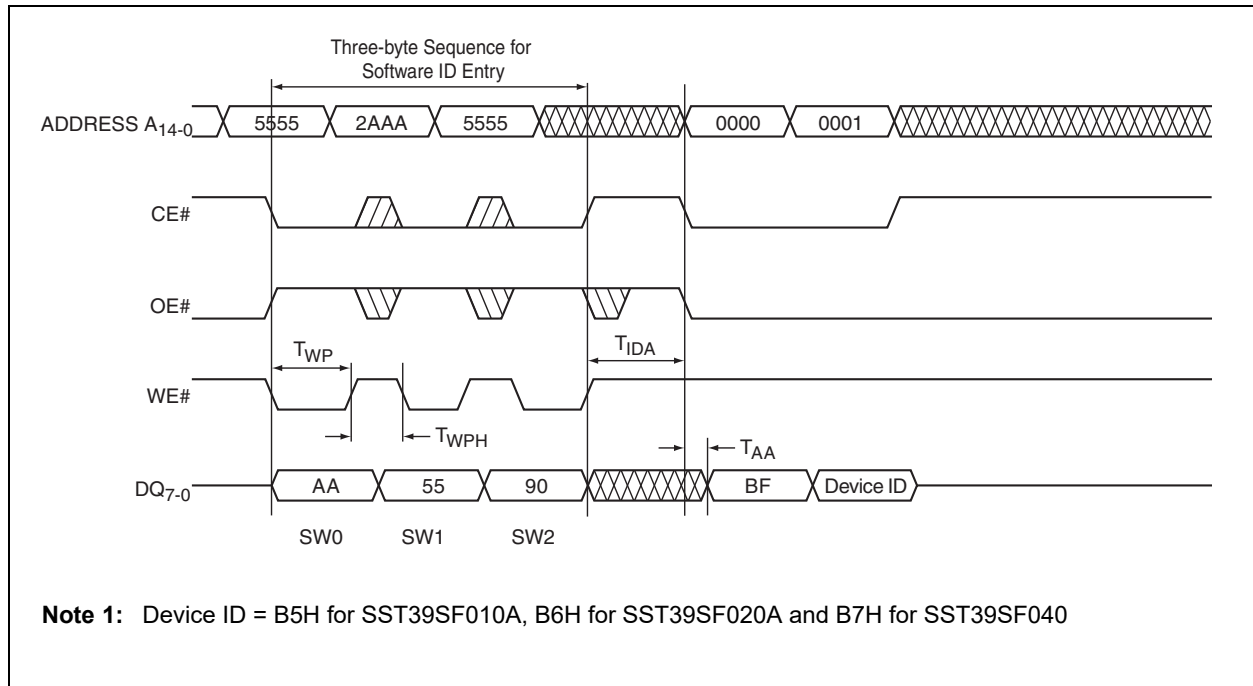 Three-byte Sequence for
Software ID Entry
ADDRESS A14-0 5555 2AAA 5555 0000 0001
CE#
OE#
TWP TIDA
WE#
TWPH TAA
DQ7-0 AA 55 90 BF Device ID
SW0 SW1 SW2
Note 1: Device ID = B5H for SST39SF010A, B6H for SST39SF020A and B7H for SST39SF040